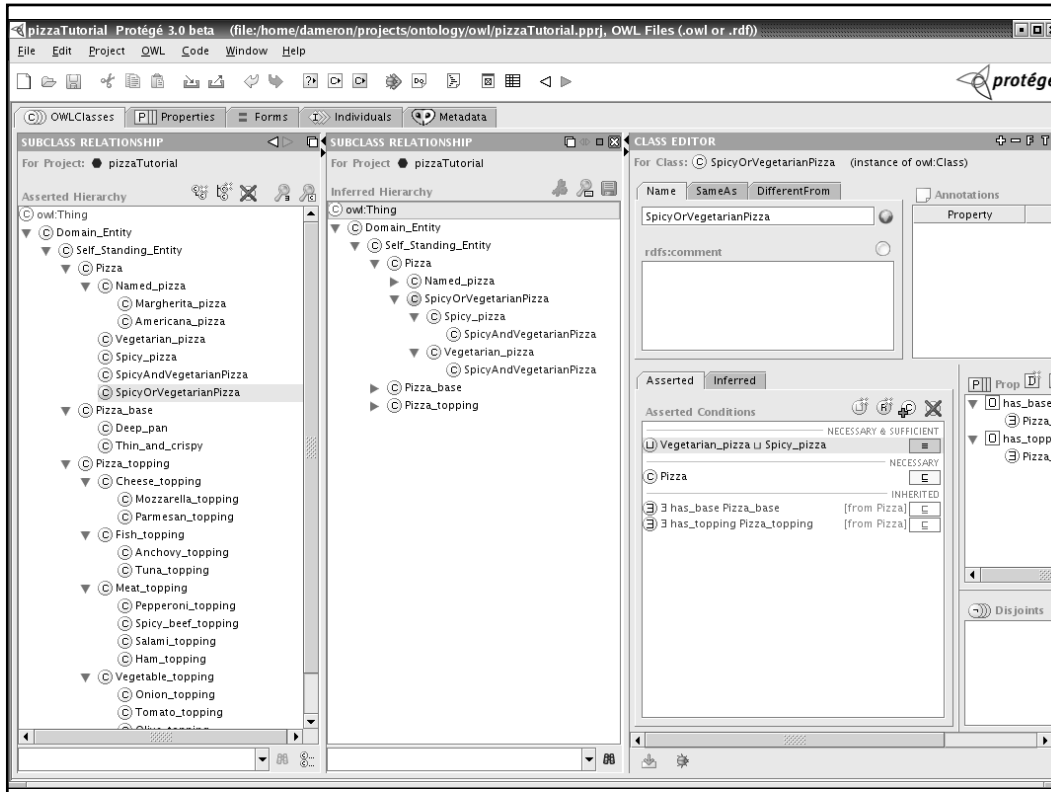 pizzaTutorial Protégé 3.0 beta (file:/home/dameron/projects/ontology/owl/pizzaTutorial.pprj, OWL Files (.owl or .rdf))
File Edit Project OWL Code Window Help
protégé
OWLClasses Properties Forms Individuals Metadata
SUBCLASS RELATIONSHIP
For Project: pizzaTutorial
Asserted Hierarchy
owl:Thing
Domain_Entity
Self_Standing_Entity
Pizza
Named_pizza
Margherita_pizza
Americana_pizza
Vegetarian_pizza
Spicy_pizza
SpicyAndVegetarianPizza
SpicyOrVegetarianPizza
Pizza_base
Deep_pan
Thin_and_crispy
Pizza_topping
Cheese_topping
Mozzarella_topping
Parmesan_topping
Fish_topping
Anchovy_topping
Tuna_topping
Meat_topping
Pepperoni_topping
Spicy_beef_topping
Salami_topping
Ham_topping
Vegetable_topping
Onion_topping
Tomato_topping
SUBCLASS RELATIONSHIP
For Project pizzaTutorial
Inferred Hierarchy
owl:Thing
Domain_Entity
Self_Standing_Entity
Pizza
Named_pizza
SpicyOrVegetarianPizza
Spicy_pizza
SpicyAndVegetarianPizza
Vegetarian_pizza
SpicyAndVegetarianPizza
Pizza_base
Pizza_topping
CLASS EDITOR
For Class: SpicyOrVegetarianPizza (instance of owl:Class)
Name SameAs DifferentFrom
SpicyOrVegetarianPizza
rdfs:comment
Annotations
Property
Asserted Inferred
Asserted Conditions
NECESSARY & SUFFICIENT
Vegetarian_pizza ⊔ Spicy_pizza
NECESSARY
Pizza
INHERITED
∃ has_base Pizza_base [from Pizza]
∃ has_topping Pizza_topping [from Pizza]
Prop
has_base
Pizza_
has_topp
Pizza_
Disjoints